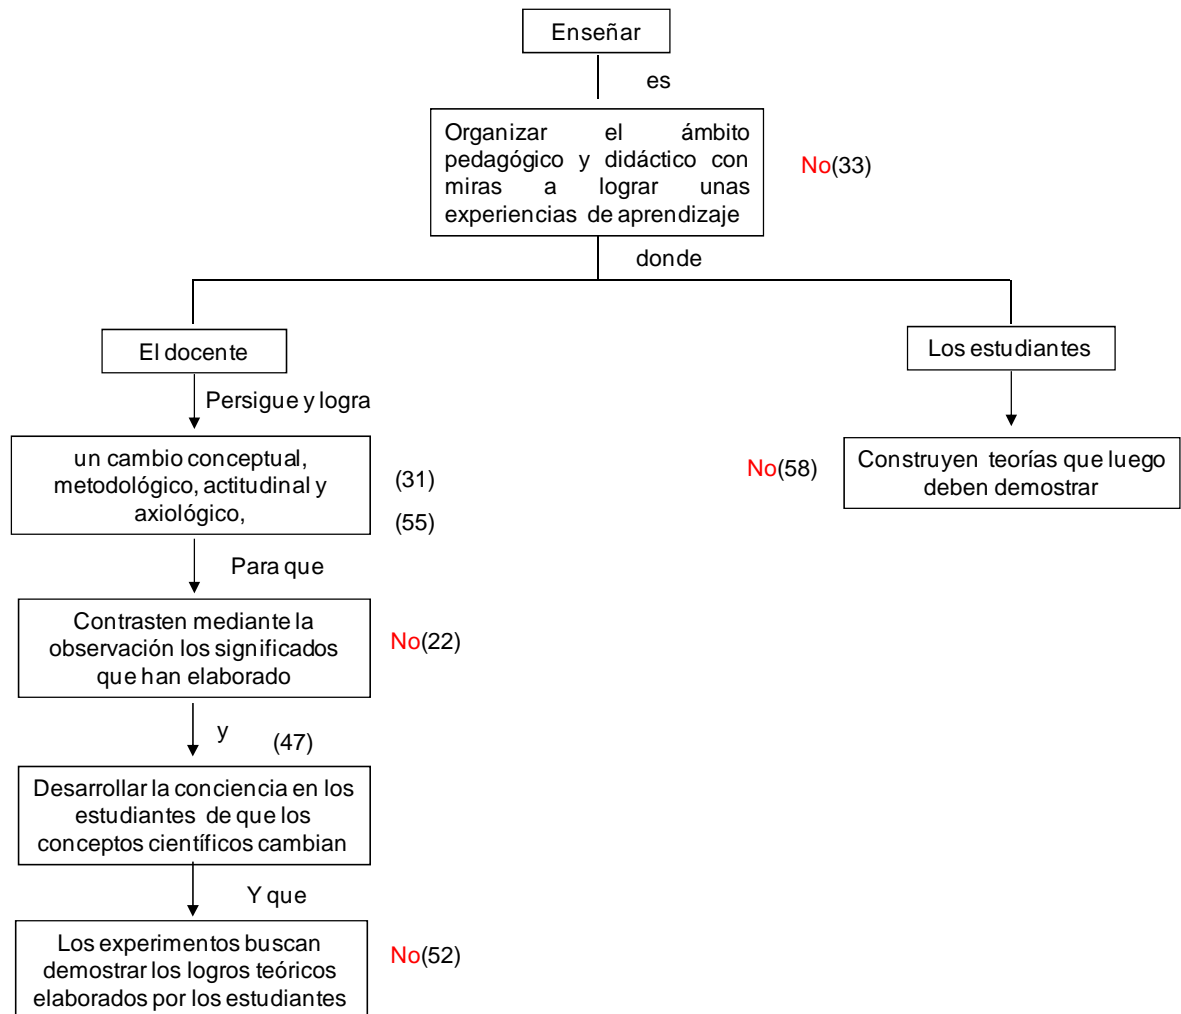 Enseñar
es
Organizar el ámbito
pedagógico y didáctico con
miras a lograr unas
experiencias de aprendizaje
No(33)
donde
El docente
Los estudiantes
Persigue y logra
un cambio conceptual,
metodológico, actitudinal y
axiológico,
(31)
(55)
No(58)
Construyen teorías que luego
deben demostrar
Para que
Contrasten mediante la
observación los significados
que han elaborado
No(22)
y
(47)
Desarrollar la conciencia en los
estudiantes de que los
conceptos científicos cambian
Y que
Los experimentos buscan
demostrar los logros teóricos
elaborados por los estudiantes
No(52)